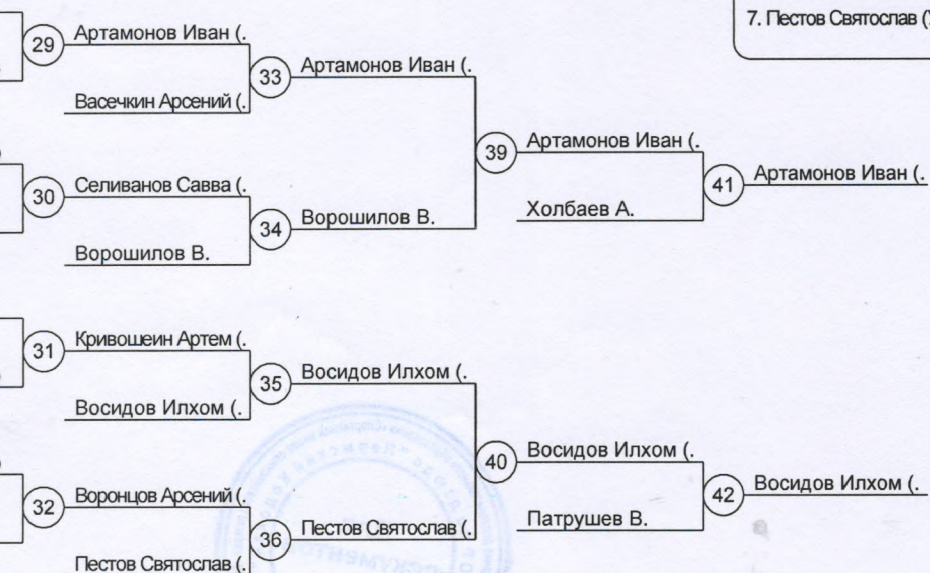 7. Пестов Святослав (
29 Артамонов Иван (.
33 Артамонов Иван (.
Васечкин Арсений (.
39 Артамонов Иван (.
41 Артамонов Иван (.
30 Селиванов Савва (.
34 Ворошилов В.
Холбаев А.
Ворошилов В.
31 Кривошеин Артем (.
35 Восидов Илхом (.
Восидов Илхом (.
40 Восидов Илхом (.
42 Восидов Илхом (.
32 Воронцов Арсений (.
36 Пестов Святослав (.
Патрушев В.
Пестов Святослав (.